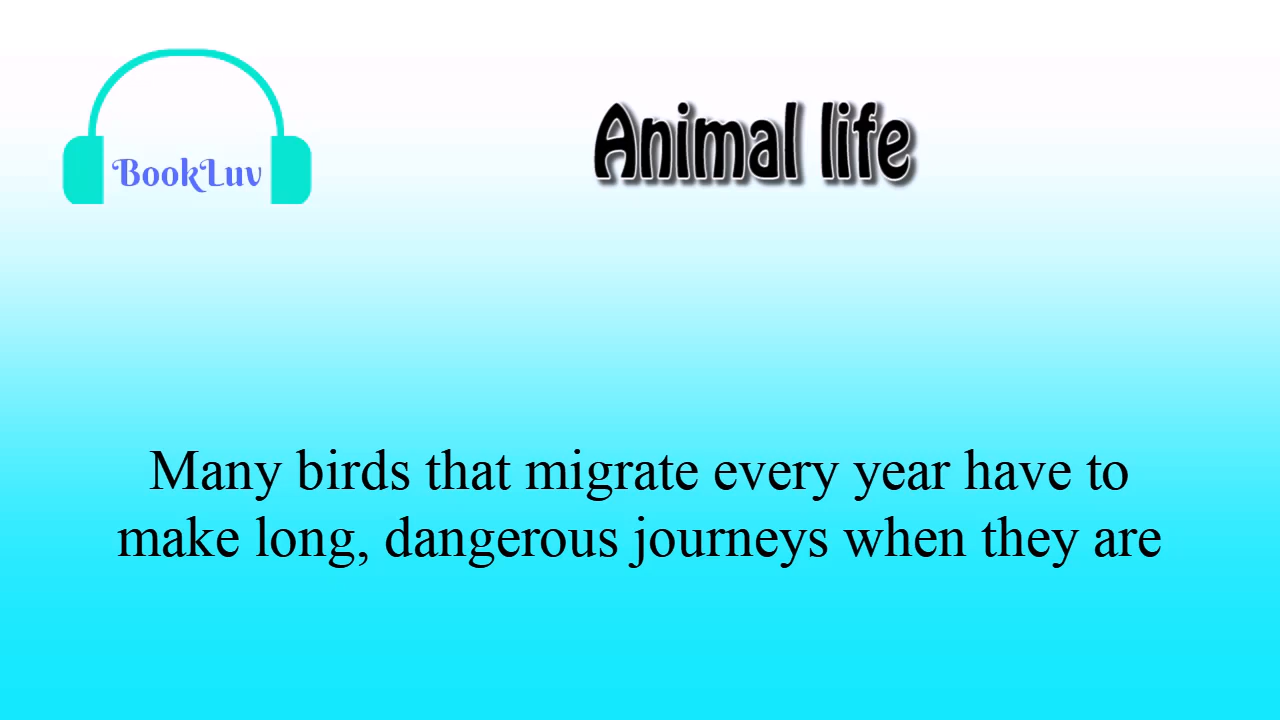 BookLuv
Animal life
Many birds that migrate every year have to
make long, dangerous journeys when they are